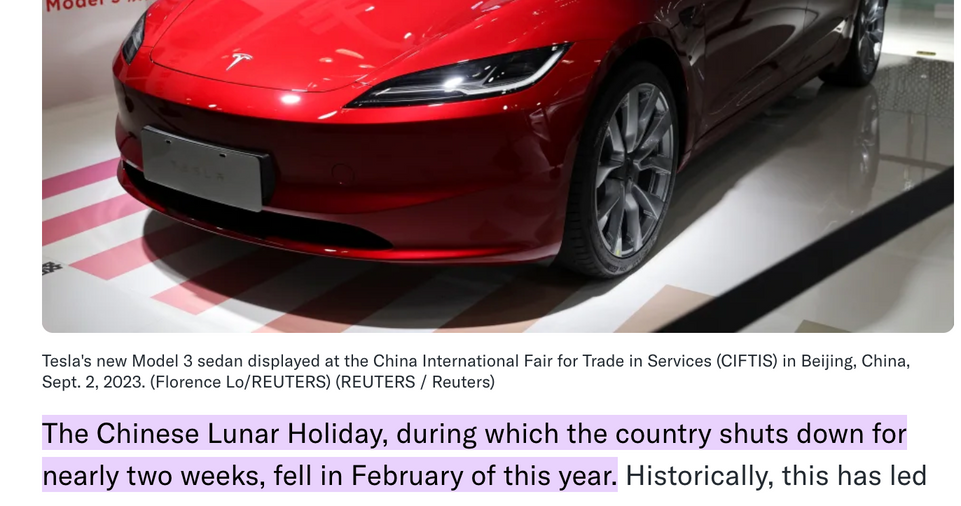 Model 3
TESLA
Tesla's new Model 3 sedan displayed at the China International Fair for Trade in Services (CIFTIS) in Beijing, China,
Sept. 2, 2023. (Florence Lo/REUTERS) (REUTERS / Reuters)
The Chinese Lunar Holiday, during which the country shuts down for
nearly two weeks, fell in February of this year. Historically, this has led